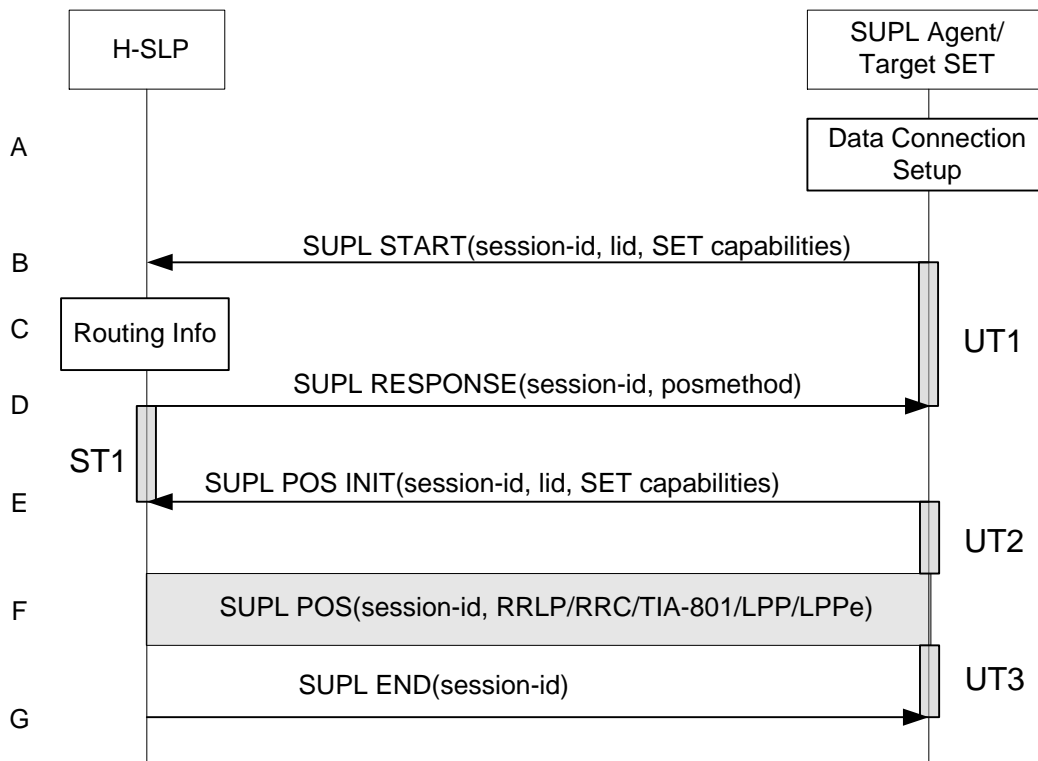 H-SLP
SUPL Agent/
Target SET
A
Data Connection
Setup
SUPL START(session-id, lid, SET capabilities)
B
C
Routing Info
UT1
SUPL RESPONSE(session-id, posmethod)
D
ST1
SUPL POS INIT(session-id, lid, SET capabilities)
E
UT2
F
SUPL POS(session-id, RRLP/RRC/TIA-801/LPP/LPPe)
SUPL END(session-id)
UT3
G